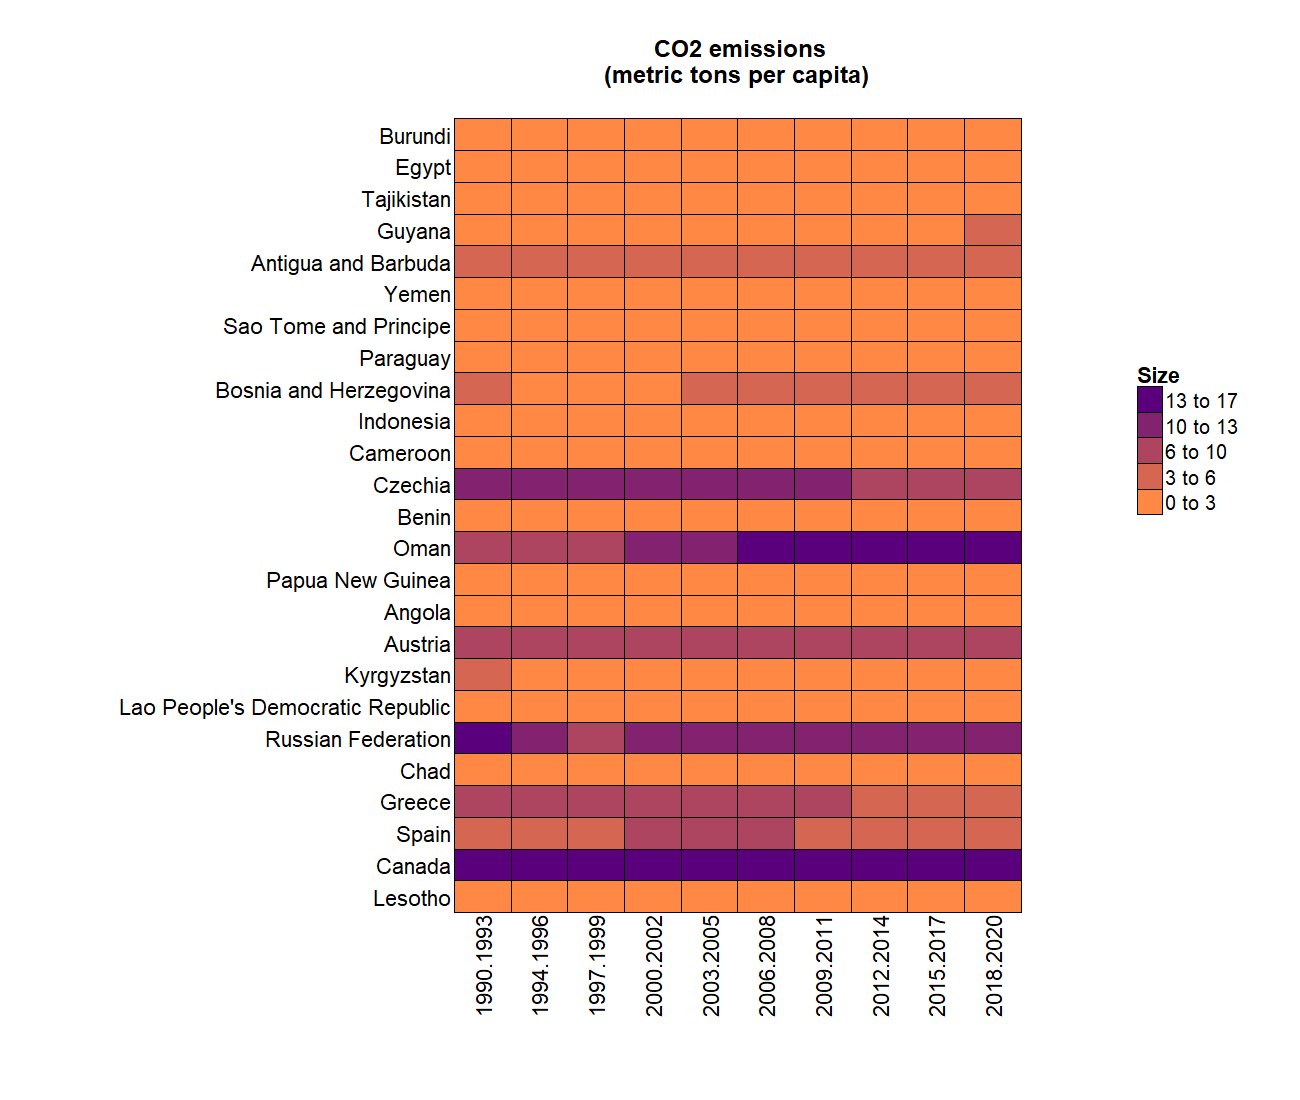 CO2 emissions
(metric tons per capita)
Burundi
Egypt
Tajikistan
Guyana
Antigua and Barbuda
Yemen
Sao Tome and Principe
Paraguay
Bosnia and Herzegovina
Indonesia
Cameroon
Czechia
Benin
Oman
Papua New Guinea
Angola
Austria
Kyrgyzstan
Lao People's Democratic Republic
Russian Federation
Chad
Greece
Spain
Canada
Lesotho
1990.1993
1994.1996
1997.1999
2000.2002
2003.2005
2006.2008
2009.2011
2012.2014
2015.2017
2018.2020
Size
13 to 17
10 to 13
6 to 10
3 to 6
0 to 3